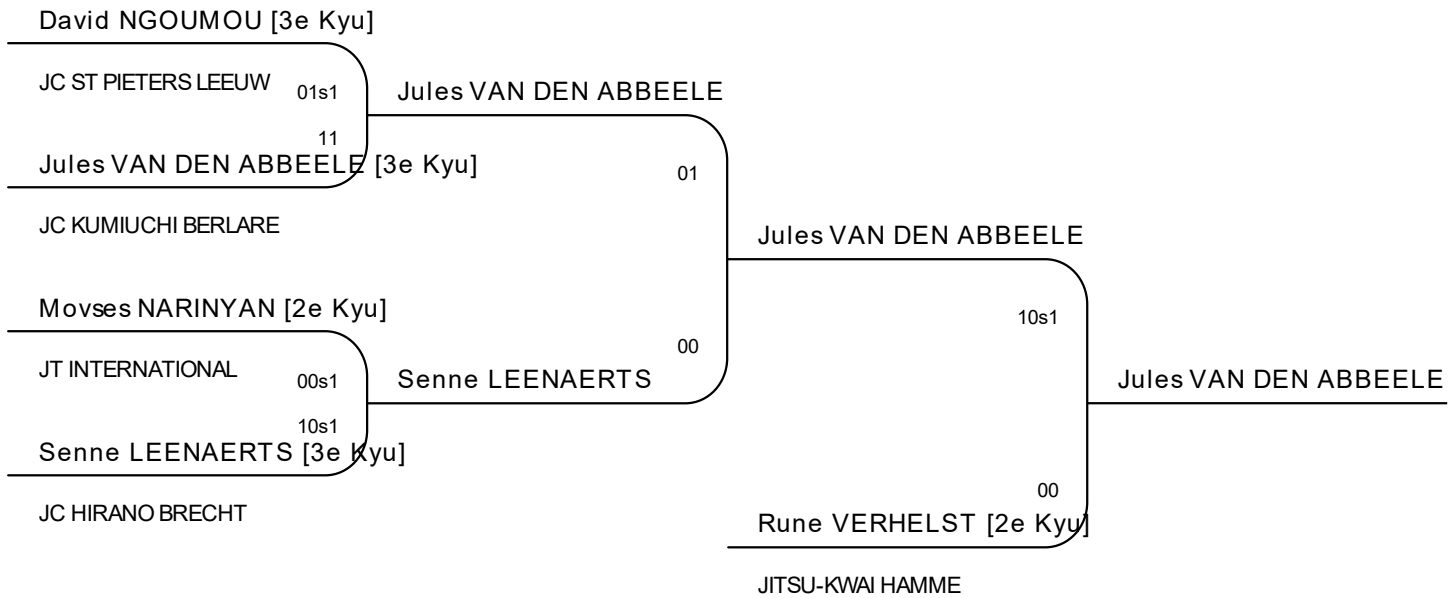 David NGOUMOU [3e Kyu]
JC ST PIETERS LEEUW
01s1
Jules VAN DEN ABBEELE
11
Jules VAN DEN ABBEELE [3e Kyu]
01
JC KUMIUCHI BERLARE
Jules VAN DEN ABBEELE
Movses NARINYAN [2e Kyu]
10s1
00
JT INTERNATIONAL
00s1
Senne LEENAERTS
Jules VAN DEN ABBEELE
10s1
Senne LEENAERTS [3e Kyu]
00
JC HIRANO BRECHT
Rune VERHELST [2e Kyu]
JITSU-KWAI HAMME